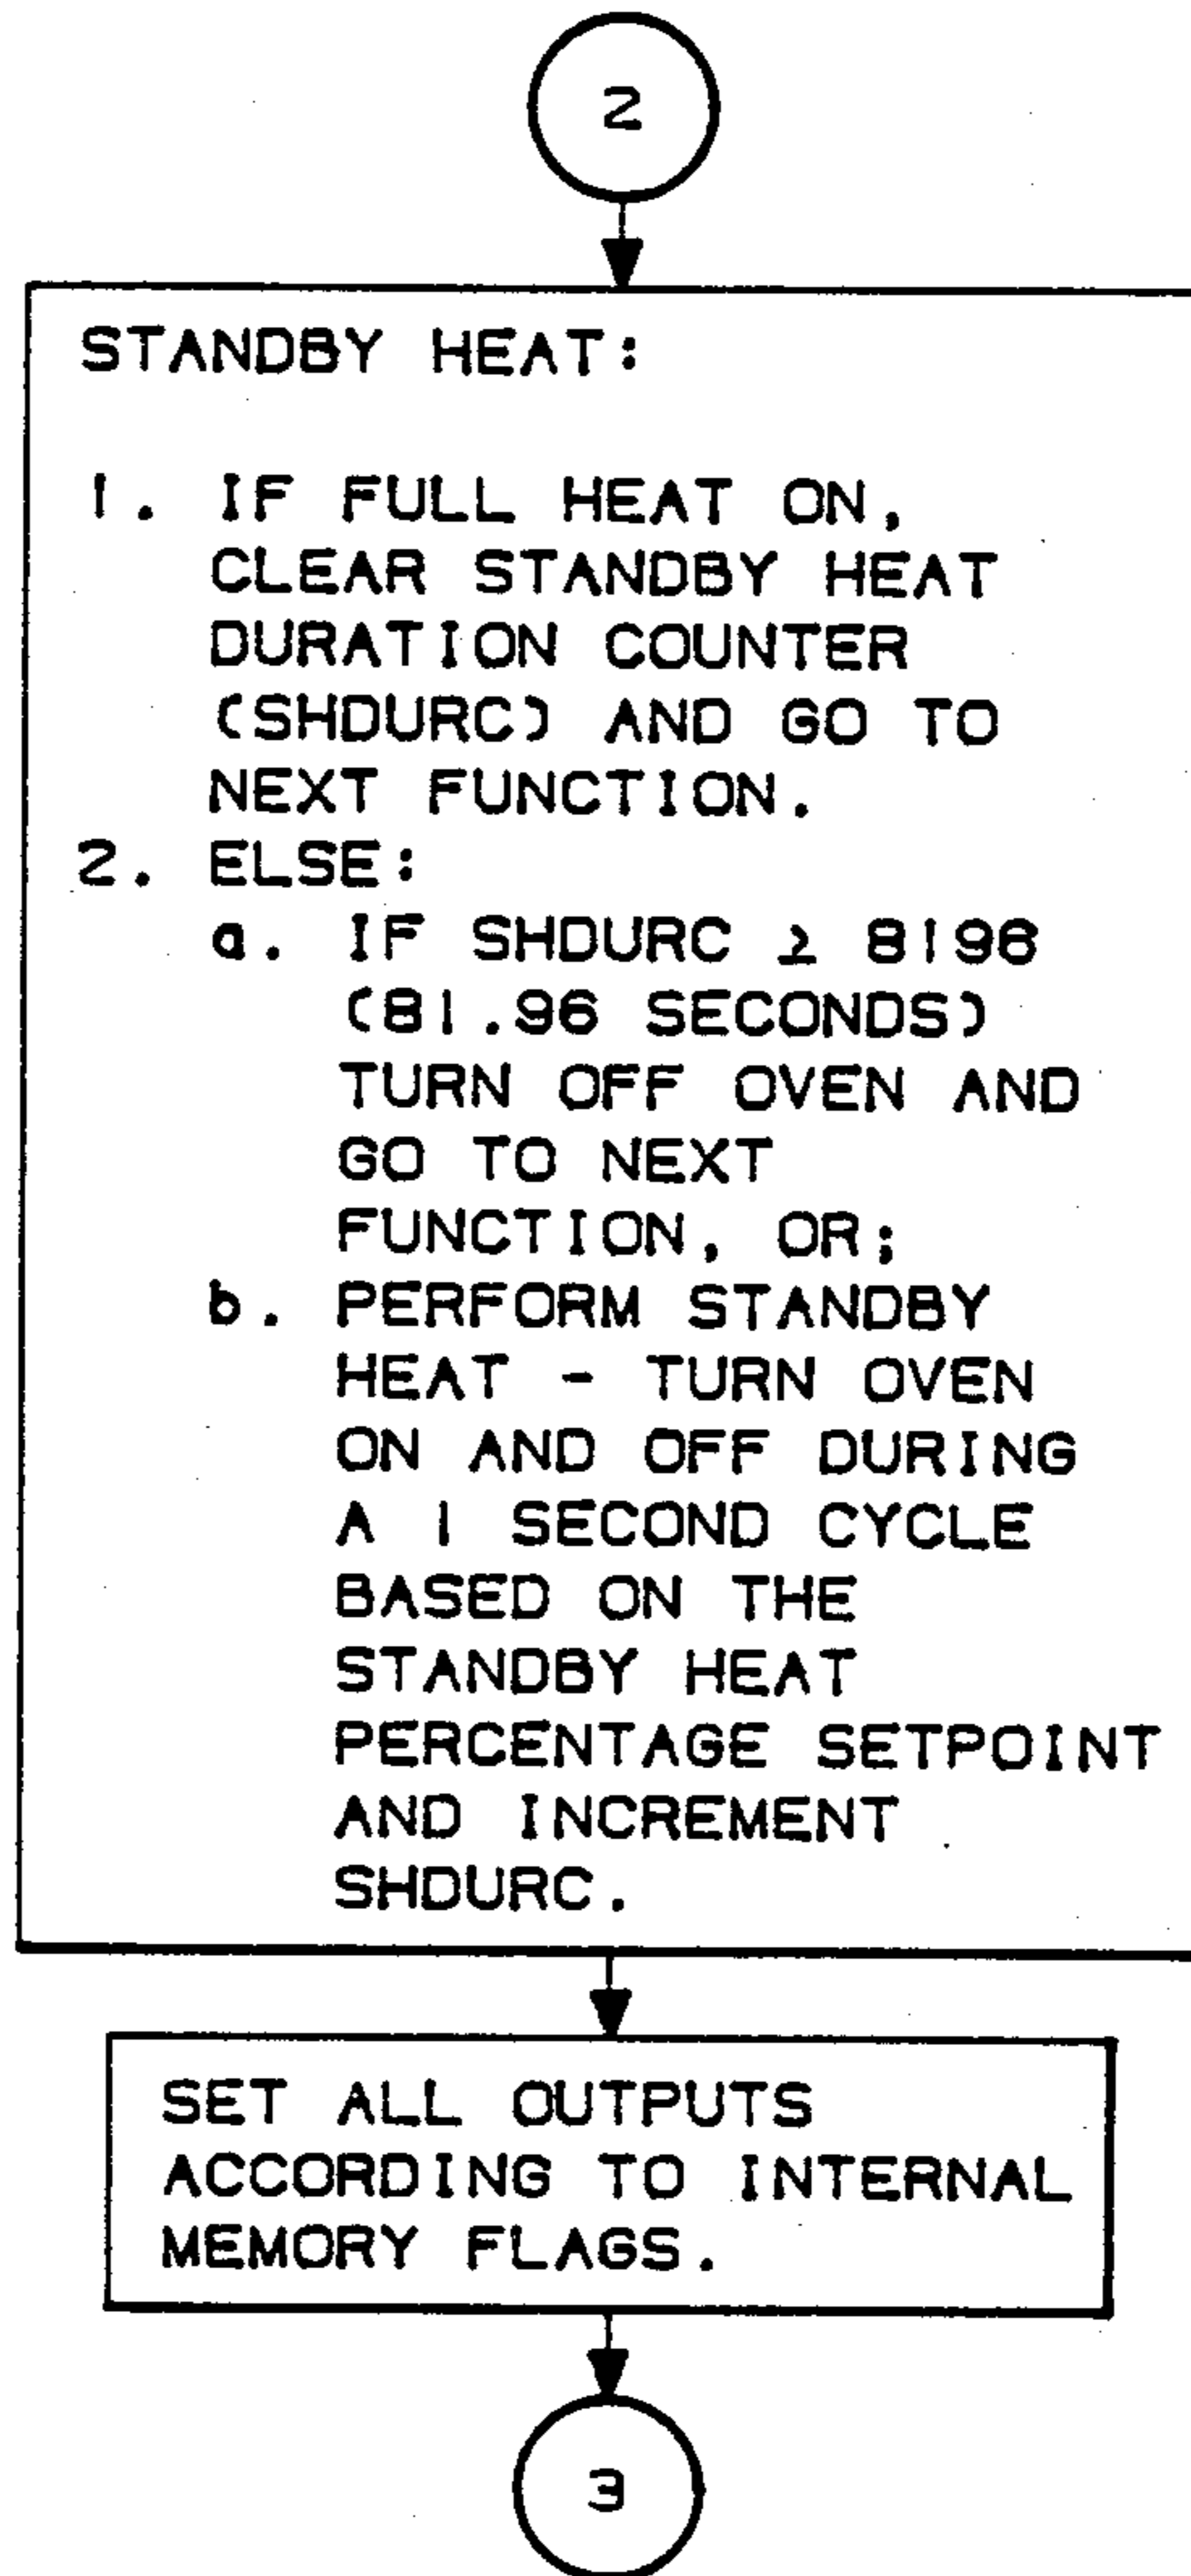 2
STANDBY HEAT:
1. IF FULL HEAT ON,
CLEAR STANDBY HEAT
DURATION COUNTER
(SHDURC) AND GO TO
NEXT FUNCTION.
2. ELSE:
a. IF SHDURC ≥ 8196
(81.96 SECONDS)
TURN OFF OVEN AND
GO TO NEXT
FUNCTION, OR;
b. PERFORM STANDBY
HEAT - TURN OVEN
ON AND OFF DURING
A 1 SECOND CYCLE
BASED ON THE
STANDBY HEAT
PERCENTAGE SETPOINT
AND INCREMENT
SHDURC.
SET ALL OUTPUTS
ACCORDING TO INTERNAL
MEMORY FLAGS.
3